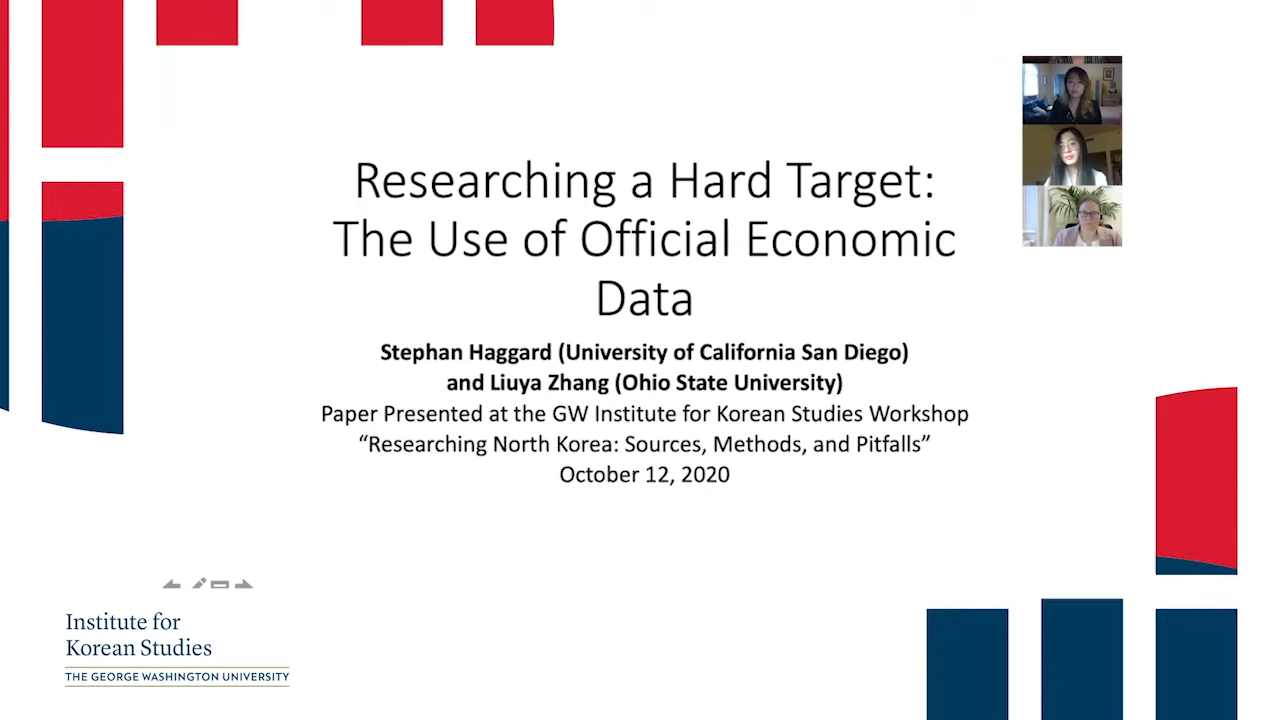 Researching a Hard Target:
The Use of Official Economic
Data
Stephan Haggard (University of California San Diego)
and Liuya Zhang (Ohio State University)
Paper Presented at the GW Institute for Korean Studies Workshop
“Researching North Korea: Sources, Methods, and Pitfalls”
October 12, 2020
Institute for
Korean Studies
THE GEORGE WASHINGTON UNIVERSITY